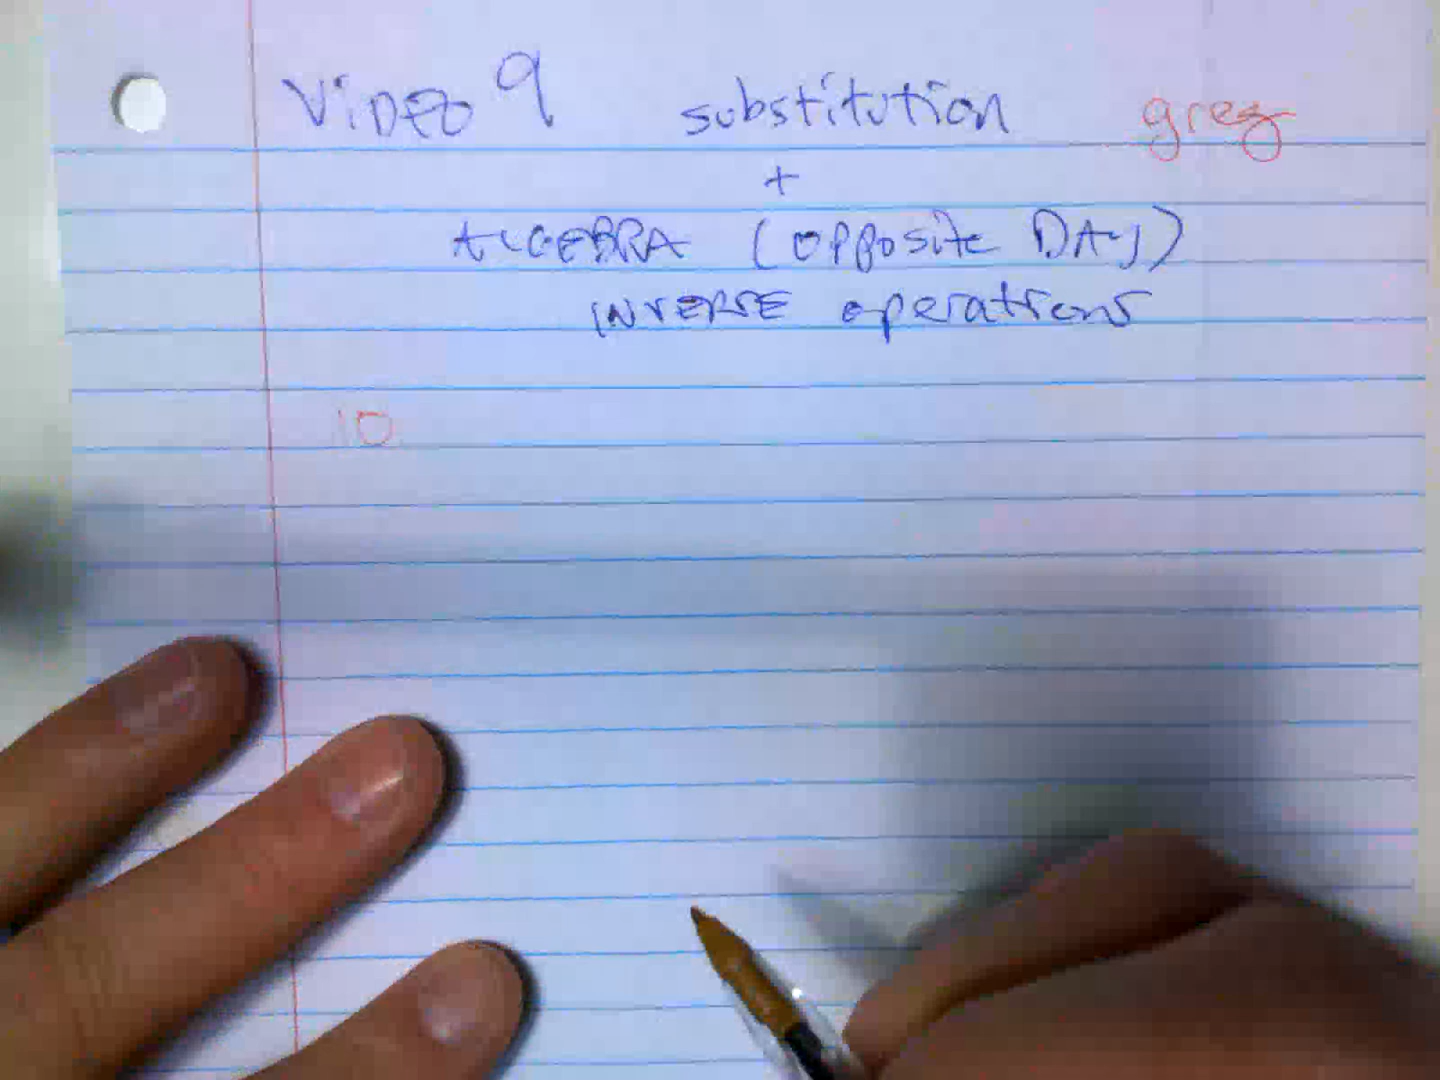 ViDEO 9 substitution greg
+
ALGEBRA (opposite DAy)
INVERSE operations
10